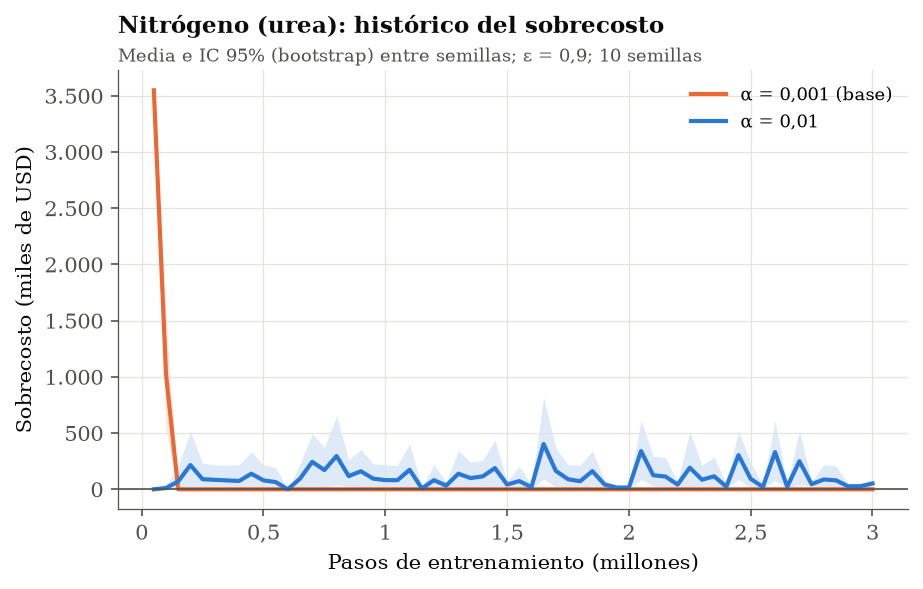 Nitrógeno (urea): histórico del sobrecosto
Media e IC 95% (bootstrap) entre semillas; ε = 0,9; 10 semillas
α = 0,001 (base)
α = 0,01
Sobrecosto (miles de USD)
3.500
3.000
2.500
2.000
1.500
1.000
500
0
0 0,5 1 1,5 2 2,5 3
Pasos de entrenamiento (millones)